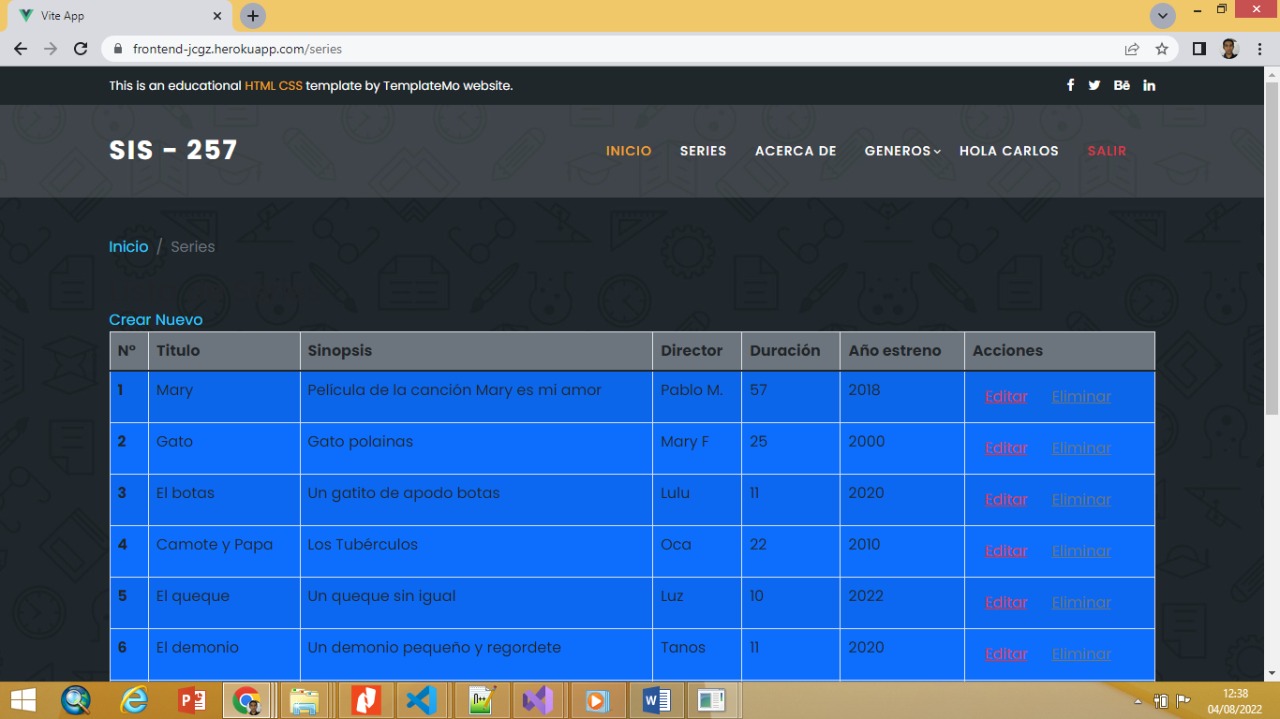 Vite App
frontend-jcgz.herokuapp.com/series
This is an educational HTML CSS template by TemplateMo website.
SIS - 257
INICIO SERIES ACERCA DE GENEROS HOLA CARLOS SALIR
Inicio / Series
Crear Nuevo
N° Titulo Sinopsis Director Duración Año estreno Acciones
1 Mary Pelicula de la canción Mary es mi amor Pablo M. 57 2018 Editar Eliminar
2 Gato Gato polainas Mary F 25 2000 Editar Eliminar
3 El botas Un gatito de apodo botas Lulu 11 2020 Editar Eliminar
4 Camote y Papa Los Tubérculos Oca 22 2010 Editar Eliminar
5 El queque Un queque sin igual Luz 10 2022 Editar Eliminar
6 El demonio Un demonio pequeño y regordete Tanos 11 2020 Editar Eliminar
12:38
04/08/2022